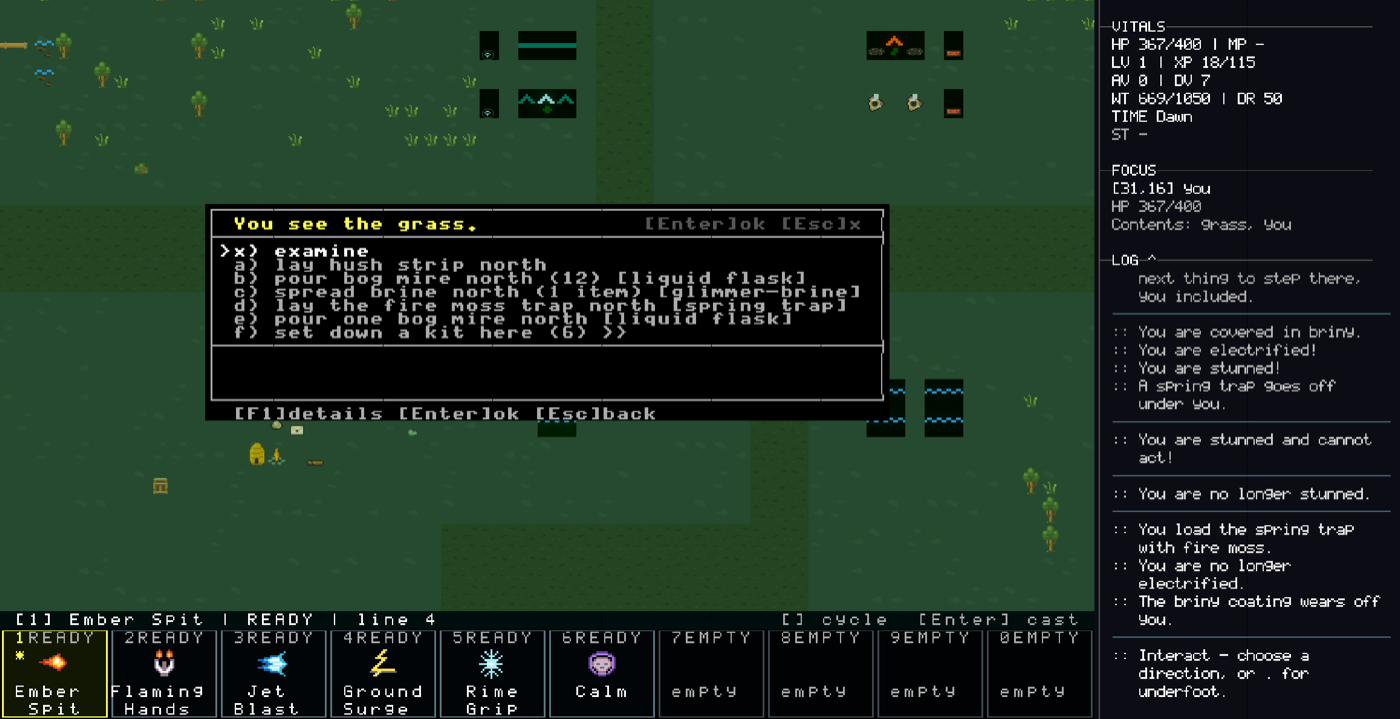 You see the grass. [Enter]ok [Esc]x
>x) examine
a) lay hush strip north
b) pour bog mire north (12) [liquid flask]
c) spread brine north (1 item) [glimmer-brine]
d) lay the fire moss trap north [spring trap]
e) pour one bog mire north [liquid flask]
f) set down a kit here (6) >>
[F1]details [Enter]ok [Esc]back
[1] Ember Spit | READY | line 4 [] cycle [Enter] cast
1READY 2READY 3READY 4READY 5READY 6READY 7EMPTY 8EMPTY 9EMPTY 0EMPTY
*
Ember Flaming Jet Ground Rime Calm empty empty empty empty
Spit Hands Blast Surge Grip
VITALS
HP 367/400 | MP -
LV 1 | XP 18/115
AV 0 | DV 7
WT 669/1050 | DR 50
TIME Dawn
ST -
FOCUS
[31,16] You
HP 367/400
Contents: grass, you
LOG ^
next thing to step there,
you included.
:: You are covered in briny.
:: You are electrified!
:: You are stunned!
:: A spring trap goes off
under you.
:: You are stunned and cannot
act!
:: You are no longer stunned.
:: You load the spring trap
with fire moss.
:: You are no longer
electrified.
:: The briny coating wears off
you.
:: Interact - choose a
direction, or . for
underfoot.